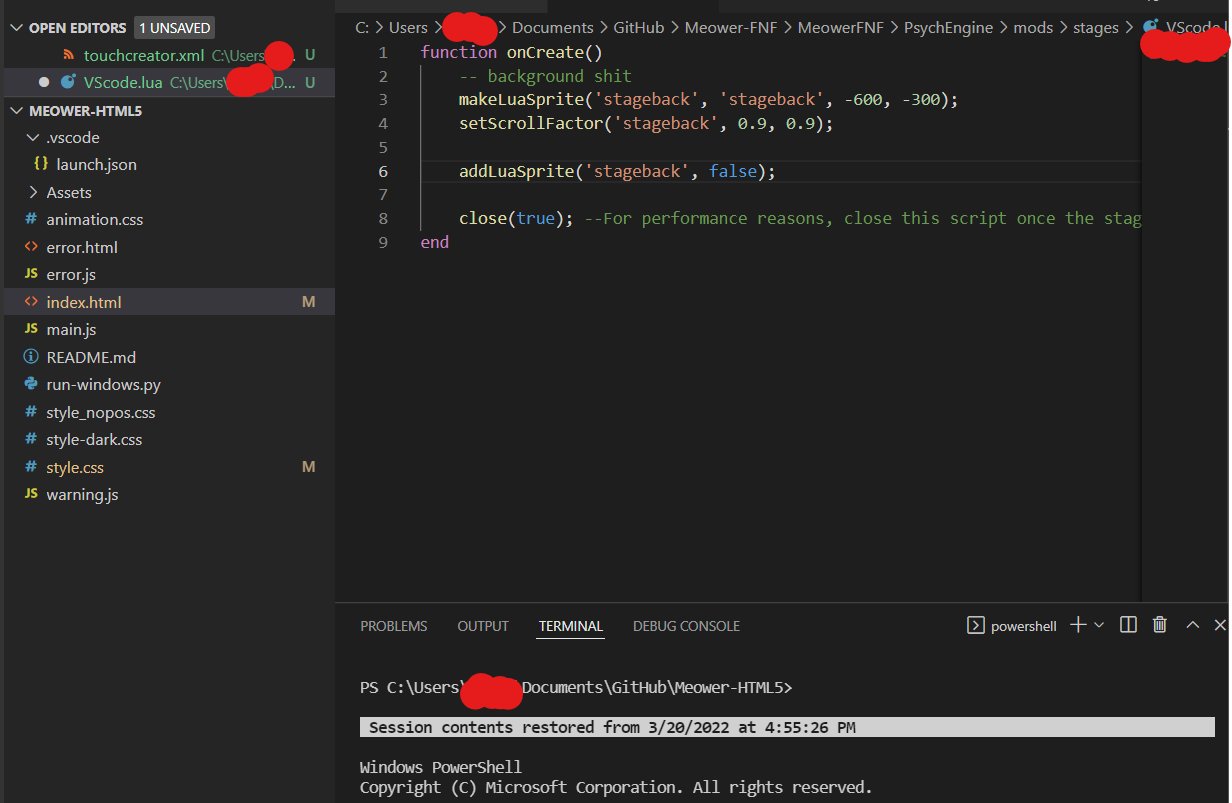 OPEN EDITORS 1 UNSAVED
touchcreator.xml C:\Users . U
VScode.lua C:\Users\ \D... U
MEOWER-HTML5
.vscode
{} launch.json
Assets
# animation.css
<> error.html
JS error.js
<> index.html M
JS main.js
README.md
run-windows.py
# style_nopos.css
# style-dark.css
# style.css M
JS warning.js
C: > Users > > Documents > GitHub > Meower-FNF > MeowerFNF > PsychEngine > mods > stages > VScode.l
1 function onCreate()
2 -- background shit
3 makeLuaSprite('stageback', 'stageback', -600, -300);
4 setScrollFactor('stageback', 0.9, 0.9);
5
6 addLuaSprite('stageback', false);
7
8 close(true); --For performance reasons, close this script once the stag
9 end
PROBLEMS OUTPUT TERMINAL DEBUG CONSOLE powershell
PS C:\Users\ Documents\GitHub\Meower-HTML5>
Session contents restored from 3/20/2022 at 4:55:26 PM
Windows PowerShell
Copyright (C) Microsoft Corporation. All rights reserved.